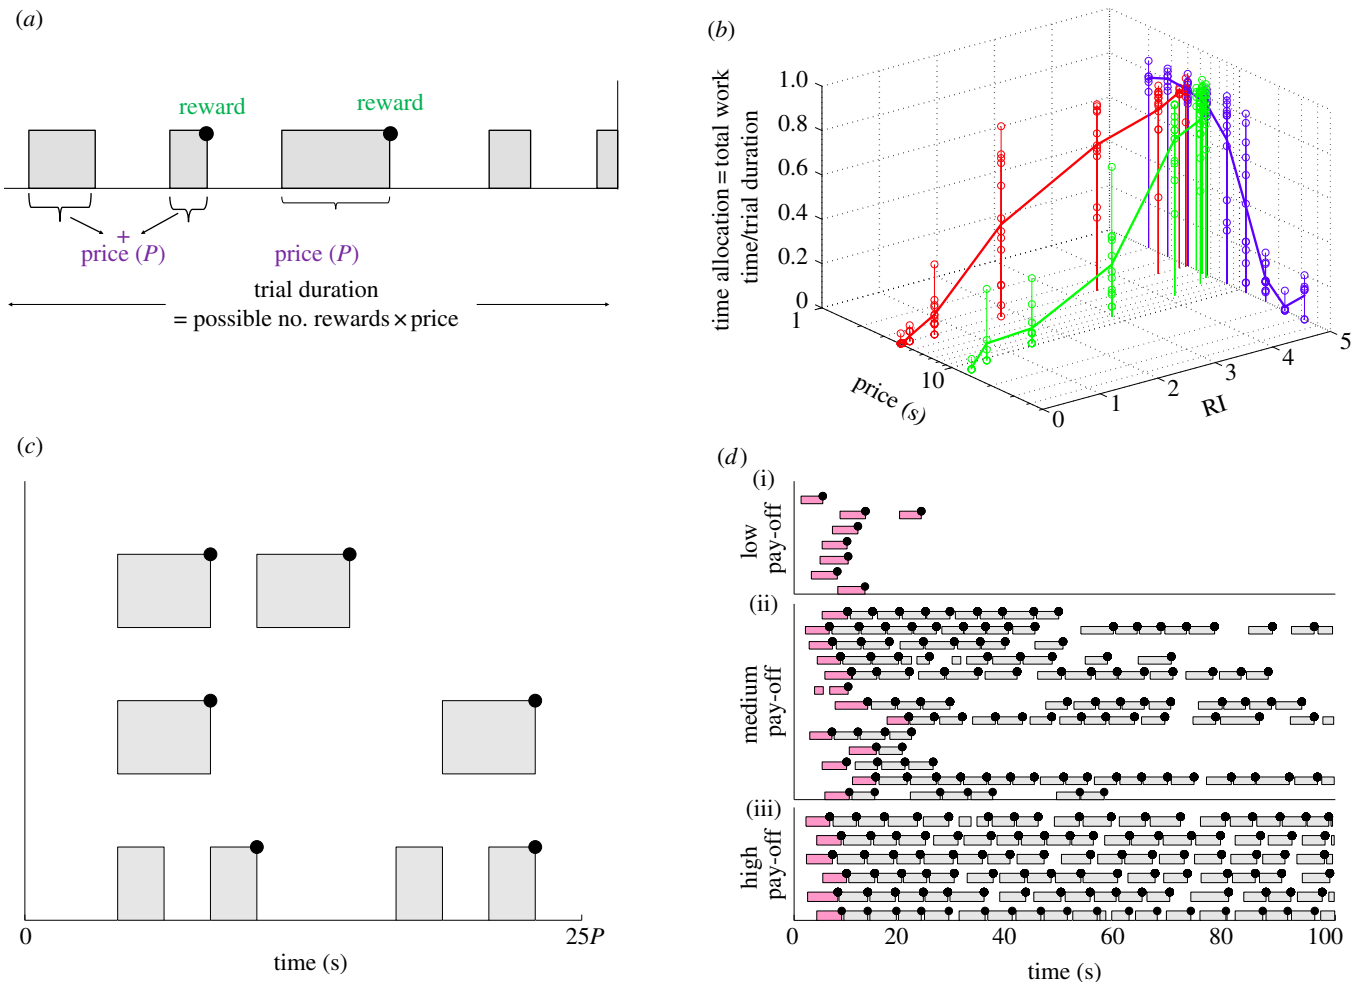 (a)
reward
reward
+
price (P)
price (P)
trial duration
= possible no. rewards × price
(b)
time allocation = total work
time/trial duration
1.0
0.8
0.6
0.4
0.2
0
1
10
price (s)
0
1
2
3
4
5
RI
(c)
0
25P
time (s)
(d)
(i)
low
pay-off
(ii)
medium
pay-off
(iii)
high
pay-off
0
20
40
60
80
100
time (s)